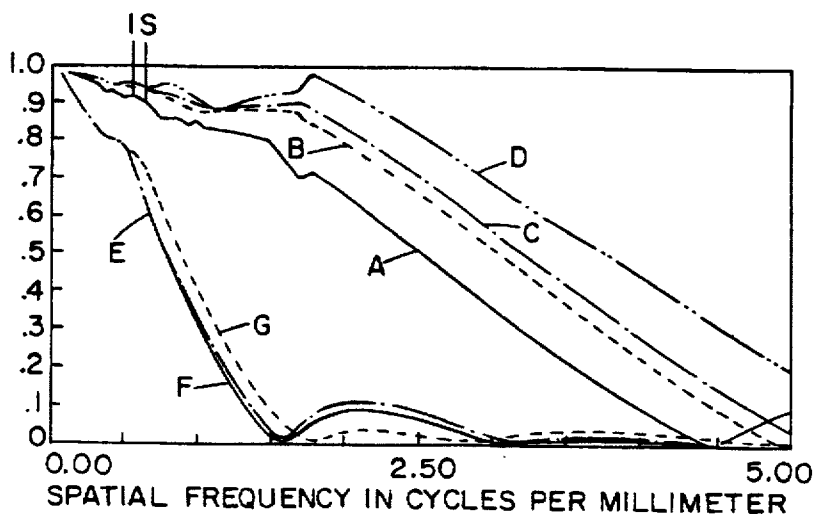 IS
1.0
.9
.8
.7
.6
.5
.4
.3
.2
.1
0
B
D
C
A
E
G
F
0.00 2.50 5.00
SPATIAL FREQUENCY IN CYCLES PER MILLIMETER